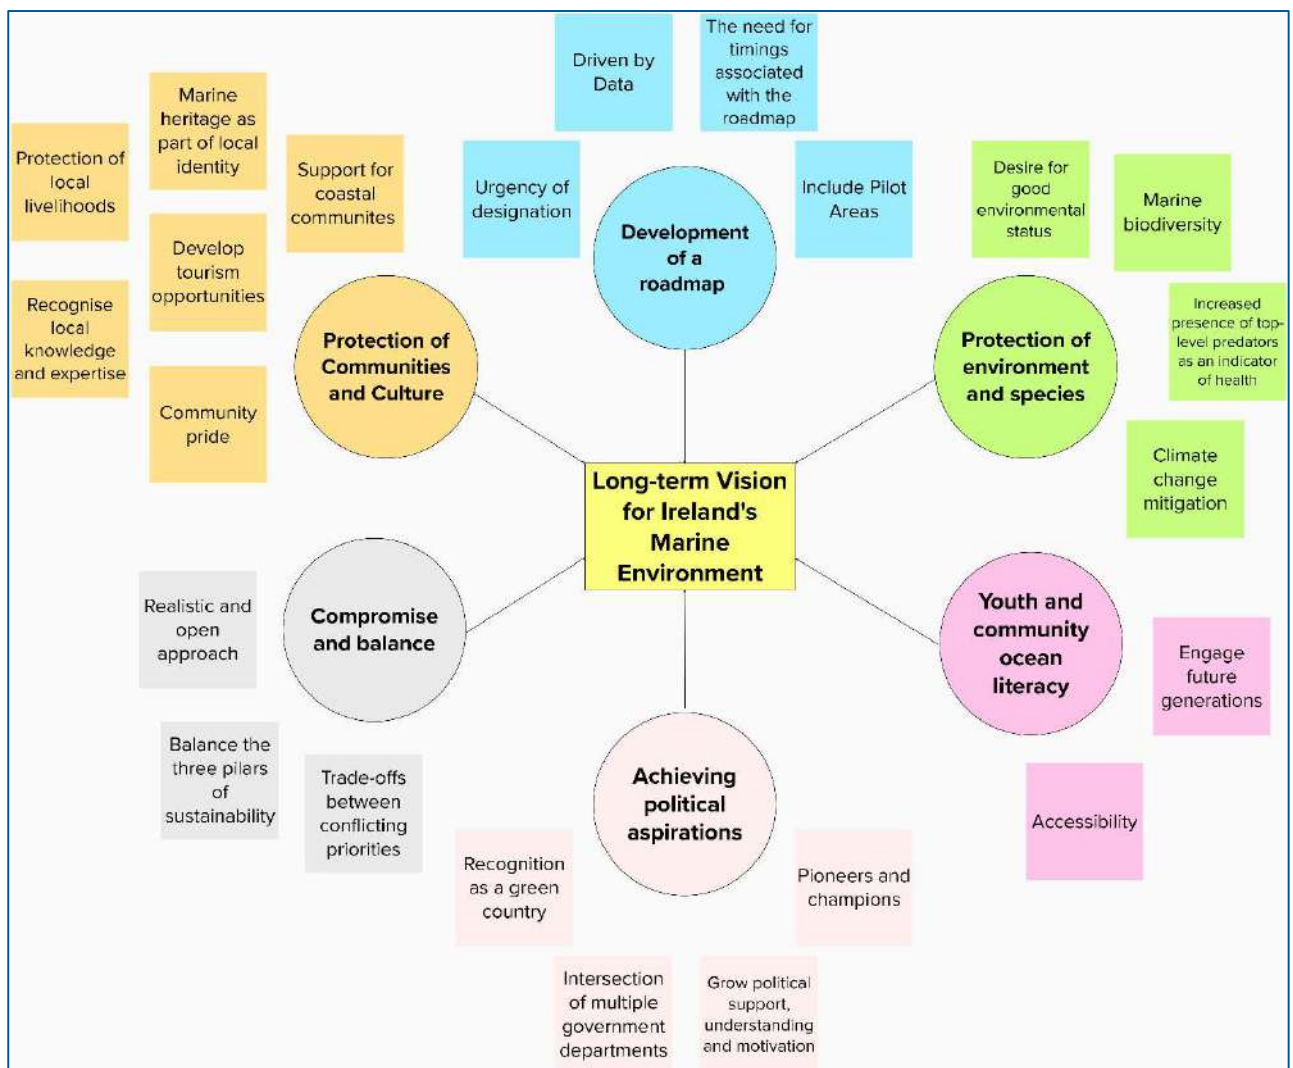 Driven by
Data
The need for
timings
associated
with the
roadmap
Urgency of
designation
Include Pilot
Areas
Development
of a
roadmap
Marine
heritage as
part of local
identity
Protection of
local
livelihoods
Support for
coastal
communites
Develop
tourism
opportunities
Recognise
local
knowledge
and expertise
Community
pride
Protection of
Communities
and Culture
Desire for
good
environmental
status
Marine
biodiversity
Increased
presence of top-
level predators
as an indicator
of health
Climate
change
mitigation
Protection of
environment
and species
Long-term Vision
for Ireland's
Marine
Environment
Realistic and
open
approach
Compromise
and balance
Balance the
three pilars
of
sustainability
Trade-offs
between
conflicting
priorities
Youth and
community
ocean
literacy
Engage
future
generations
Accessibility
Achieving
political
aspirations
Recognition
as a green
country
Pioneers and
champions
Intersection
of multiple
government
departments
Grow political
support,
understanding
and motivation